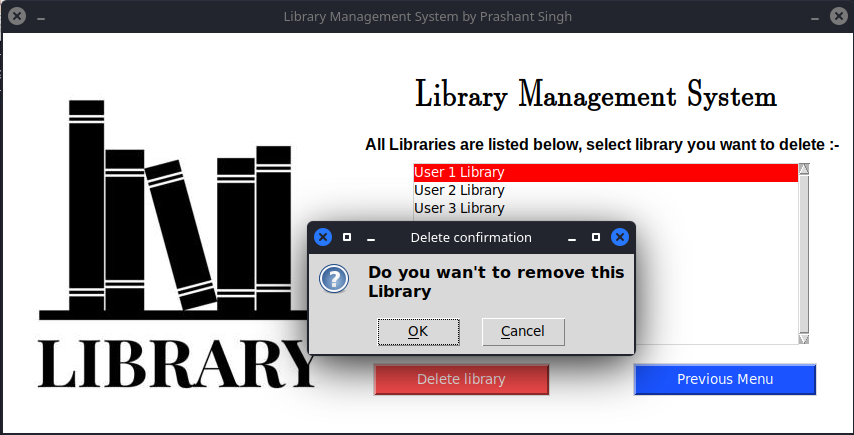 Library Management System by Prashant Singh
Library Management System
All Libraries are listed below, select library you want to delete :-
User 1 Library
User 2 Library
User 3 Library
Delete confirmation
Do you wan't to remove this
Library
OK
Cancel
LIBRARY
Delete library
Previous Menu